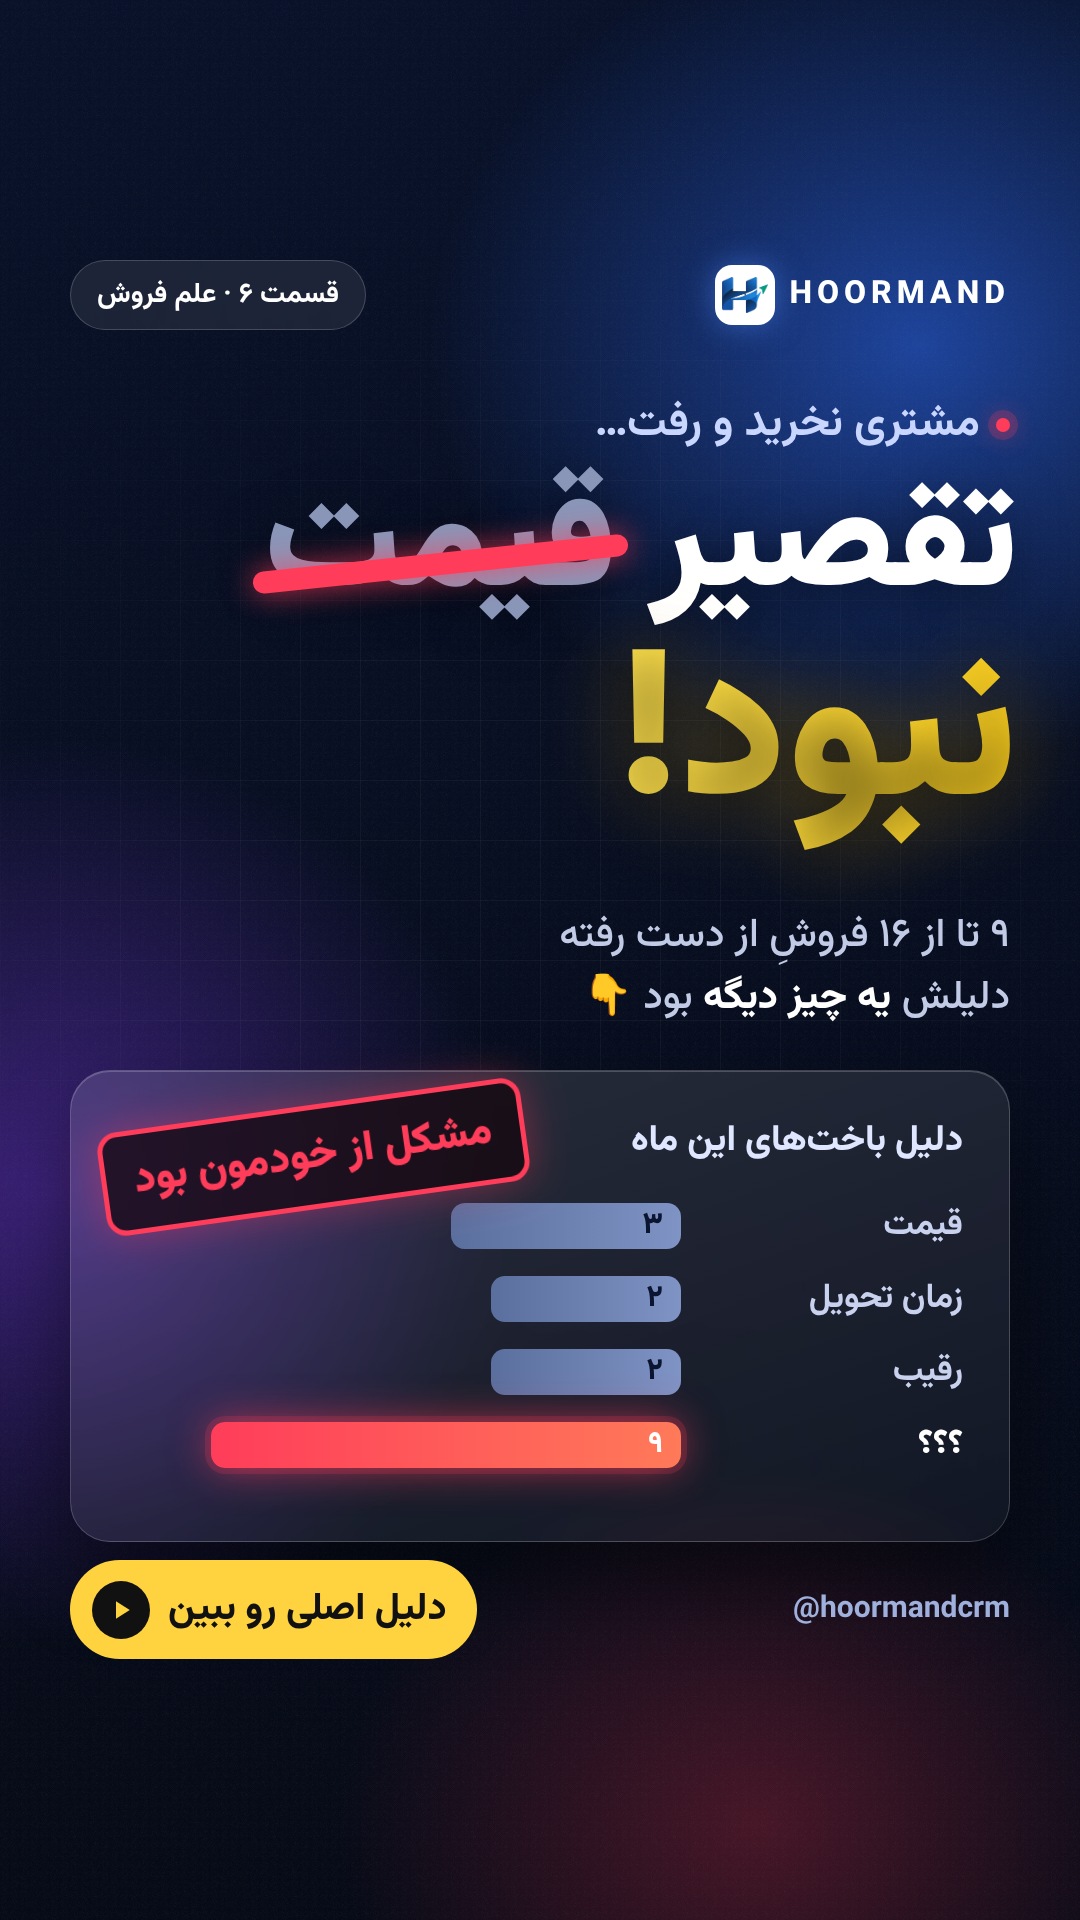 HOORMAND
قسمت ۶ · علم فروش
مشتری نخرید و رفت...
تقصیر قیمت
نبود!
۹ تا از ۱۶ فروشِ از دست رفته
دلیلش یه چیز دیگه بود 👇
دلیل باخت‌های این ماه
مشکل از خودمون بود
قیمت ۳
زمان تحویل ۲
رقیب ۲
؟؟؟ ۹
@hoormandcrm
دلیل اصلی رو ببین